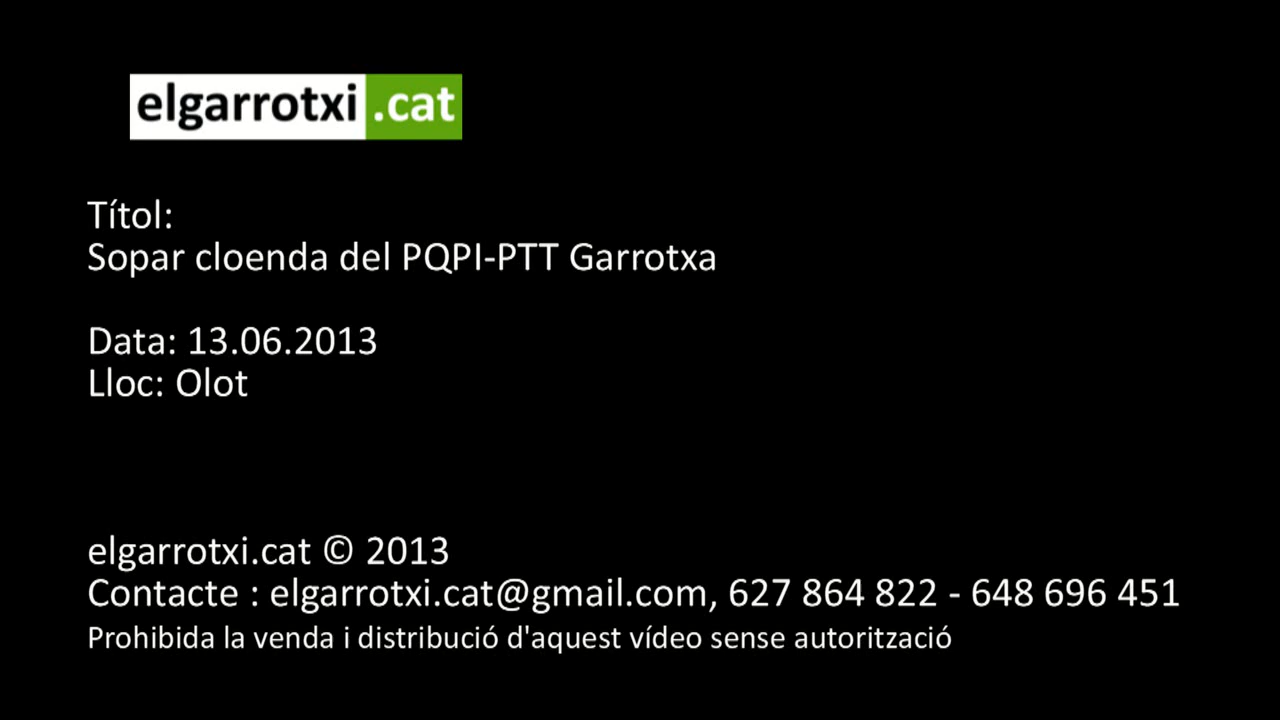 elgarrotxi.cat
Títol:
Sopar cloenda del PQPI-PTT Garrotxa
Data: 13.06.2013
Lloc: Olot
elgarrotxi.cat © 2013
Contacte : elgarrotxi.cat@gmail.com, 627 864 822 - 648 696 451
Prohibida la venda i distribució d'aquest vídeo sense autorització